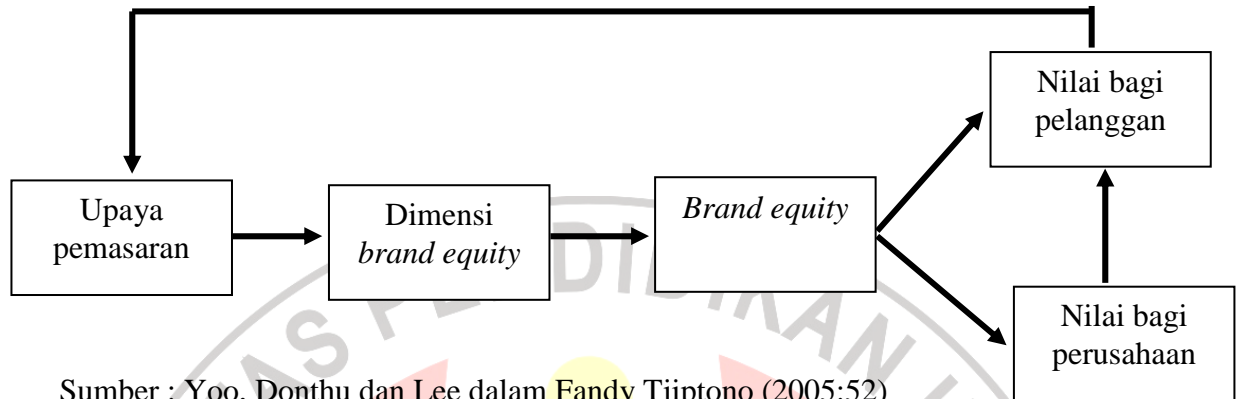 Nilai bagi
pelanggan
Upaya
pemasaran
Dimensi
brand equity
Brand equity
Nilai bagi
perusahaan
Sumber : Yoo, Donthu dan Lee dalam Fandy Tjiptono (2005:52)